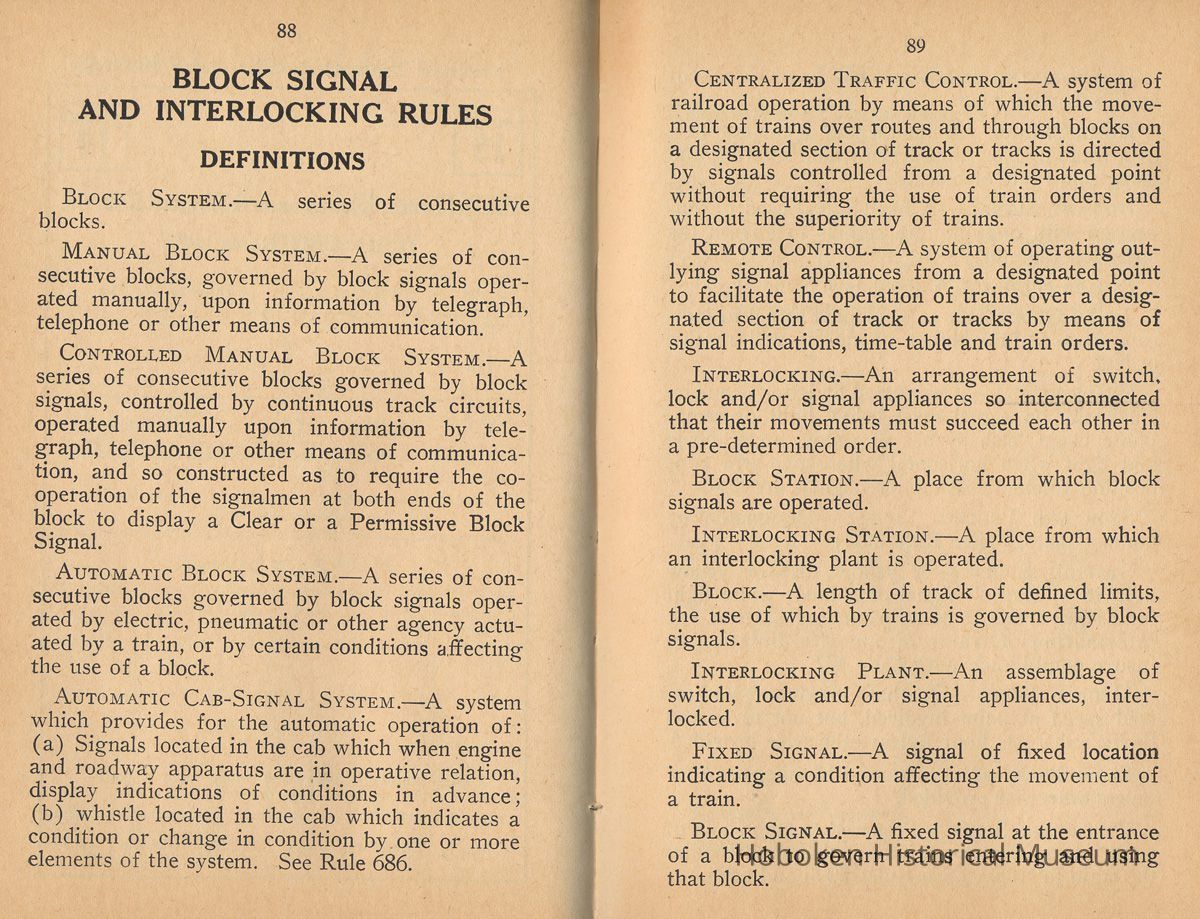 88
BLOCK SIGNAL
AND INTERLOCKING RULES
DEFINITIONS
BLOCK SYSTEM.—A series of consecutive
blocks.
MANUAL BLOCK SYSTEM.—A series of con-
secutive blocks, governed by block signals oper-
ated manually, upon information by telegraph,
telephone or other means of communication.
CONTROLLED MANUAL BLOCK SYSTEM.—A
series of consecutive blocks governed by block
signals, controlled by continuous track circuits,
operated manually upon information by tele-
graph, telephone or other means of communica-
tion, and so constructed as to require the co-
operation of the signalmen at both ends of the
block to display a Clear or a Permissive Block
Signal.
AUTOMATIC BLOCK SYSTEM.—A series of con-
secutive blocks governed by block signals oper-
ated by electric, pneumatic or other agency actu-
ated by a train, or by certain conditions affecting
the use of a block.
AUTOMATIC CAB-SIGNAL SYSTEM.—A system
which provides for the automatic operation of:
(a) Signals located in the cab which when engine
and roadway apparatus are in operative relation,
display indications of conditions in advance;
(b) whistle located in the cab which indicates a
condition or change in condition by one or more
elements of the system. See Rule 686.
89
CENTRALIZED TRAFFIC CONTROL.—A system of
railroad operation by means of which the move-
ment of trains over routes and through blocks on
a designated section of track or tracks is directed
by signals controlled from a designated point
without requiring the use of train orders and
without the superiority of trains.
REMOTE CONTROL.—A system of operating out-
lying signal appliances from a designated point
to facilitate the operation of trains over a desig-
nated section of track or tracks by means of
signal indications, time-table and train orders.
INTERLOCKING.—An arrangement of switch,
lock and/or signal appliances so interconnected
that their movements must succeed each other in
a pre-determined order.
BLOCK STATION.—A place from which block
signals are operated.
INTERLOCKING STATION.—A place from which
an interlocking plant is operated.
BLOCK.—A length of track of defined limits,
the use of which by trains is governed by block
signals.
INTERLOCKING PLANT.—An assemblage of
switch, lock and/or signal appliances, inter-
locked.
FIXED SIGNAL.—A signal of fixed location
indicating a condition affecting the movement of
a train.
BLOCK SIGNAL.—A fixed signal at the entrance
of a block to govern trains entering and using
that block.
Hoboken Historical Museum